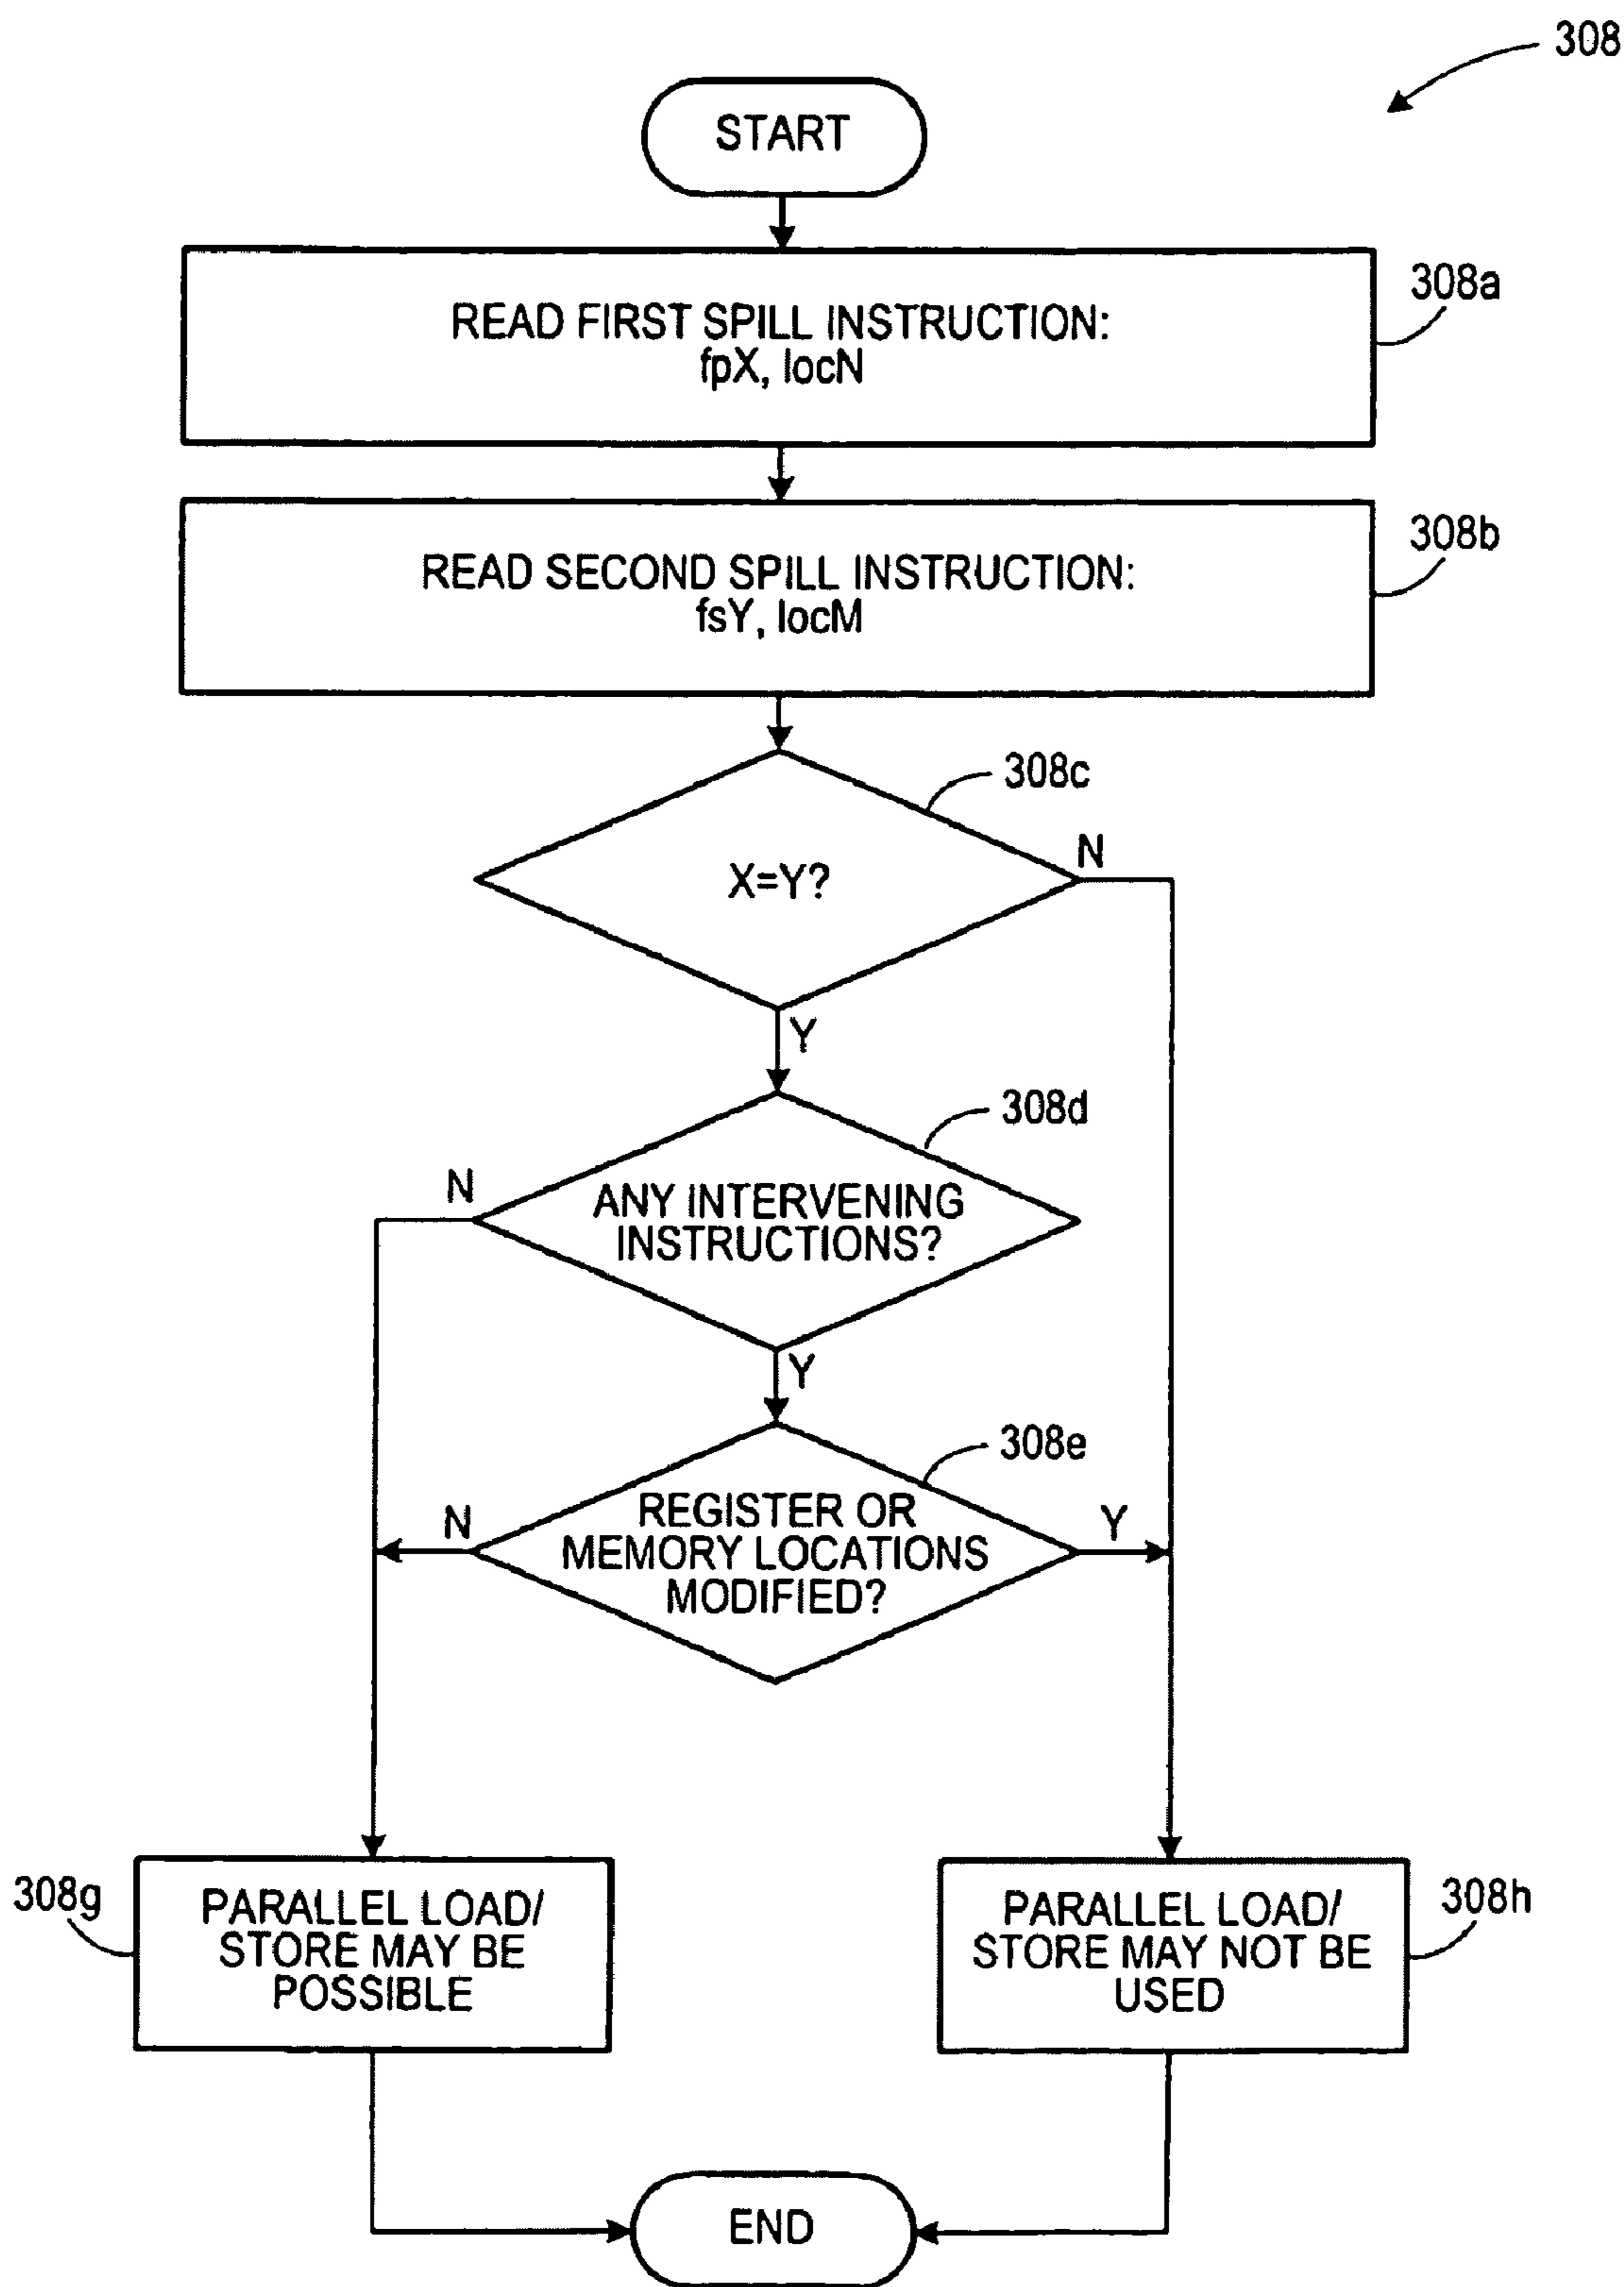 308
START
READ FIRST SPILL INSTRUCTION:
fpX, locN
308a
READ SECOND SPILL INSTRUCTION:
fsY, locM
308b
308c
X=Y?
N
Y
308d
N
ANY INTERVENING
INSTRUCTIONS?
Y
308e
N
REGISTER OR
MEMORY LOCATIONS
MODIFIED?
Y
308g
PARALLEL LOAD/
STORE MAY BE
POSSIBLE
PARALLEL LOAD/
STORE MAY NOT BE
USED
308h
END